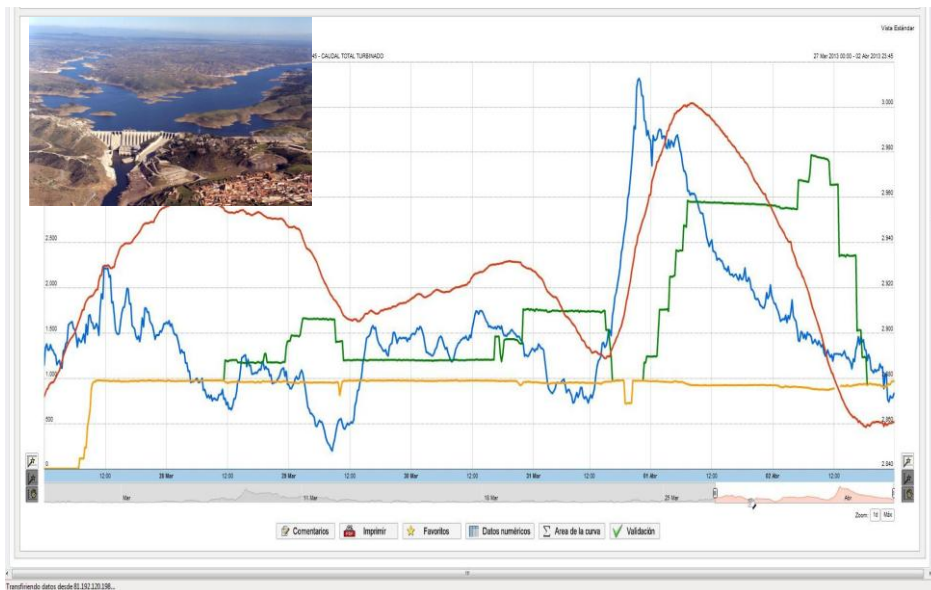 Vista Estándar
45 - CAUDAL TOTAL TURBINADO
27 Mar 2013 00:00 - 02 Abr 2013 23:45
3.000
2.980
2.960
2.500 2.940
2.000 2.920
1.500 2.900
1.000
500
0 2.840
12:00 28 Mar 12:00 29 Mar 12:00 30 Mar 12:00 31 Mar 12:00 01 Abr 12:00 02 Abr 12:00
Mar 11 Mar 18 Mar 25 Mar Abr
Zoom: 1d Máx
Comentarios Imprimir Favoritos Datos numéricos Area de la curva Validación
Transfiriendo datos desde 81.192.120.198...